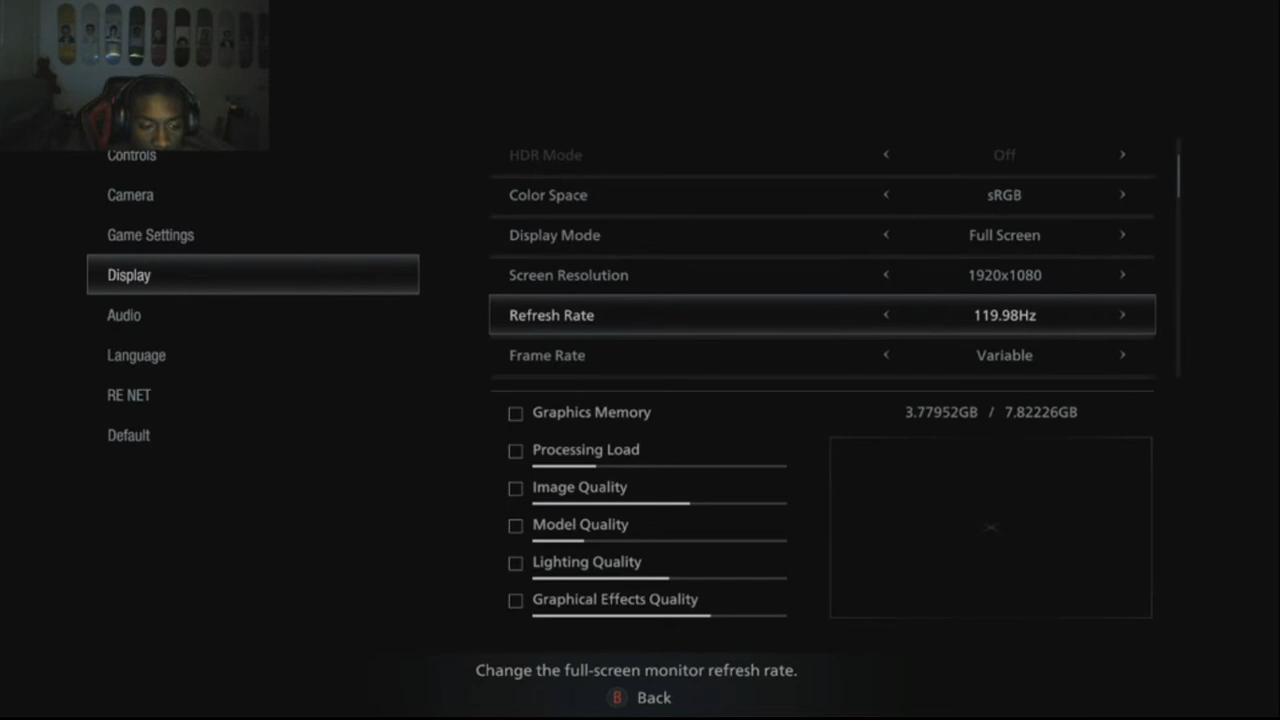 Controls
HDR Mode Off
Camera
Color Space sRGB
Game Settings
Display Mode Full Screen
Display
Screen Resolution 1920x1080
Audio
Refresh Rate 119.98Hz
Language
Frame Rate Variable
RE NET
Graphics Memory 3.77952GB / 7.82226GB
Default
Processing Load
Image Quality
Model Quality
Lighting Quality
Graphical Effects Quality
Change the full-screen monitor refresh rate.
B Back